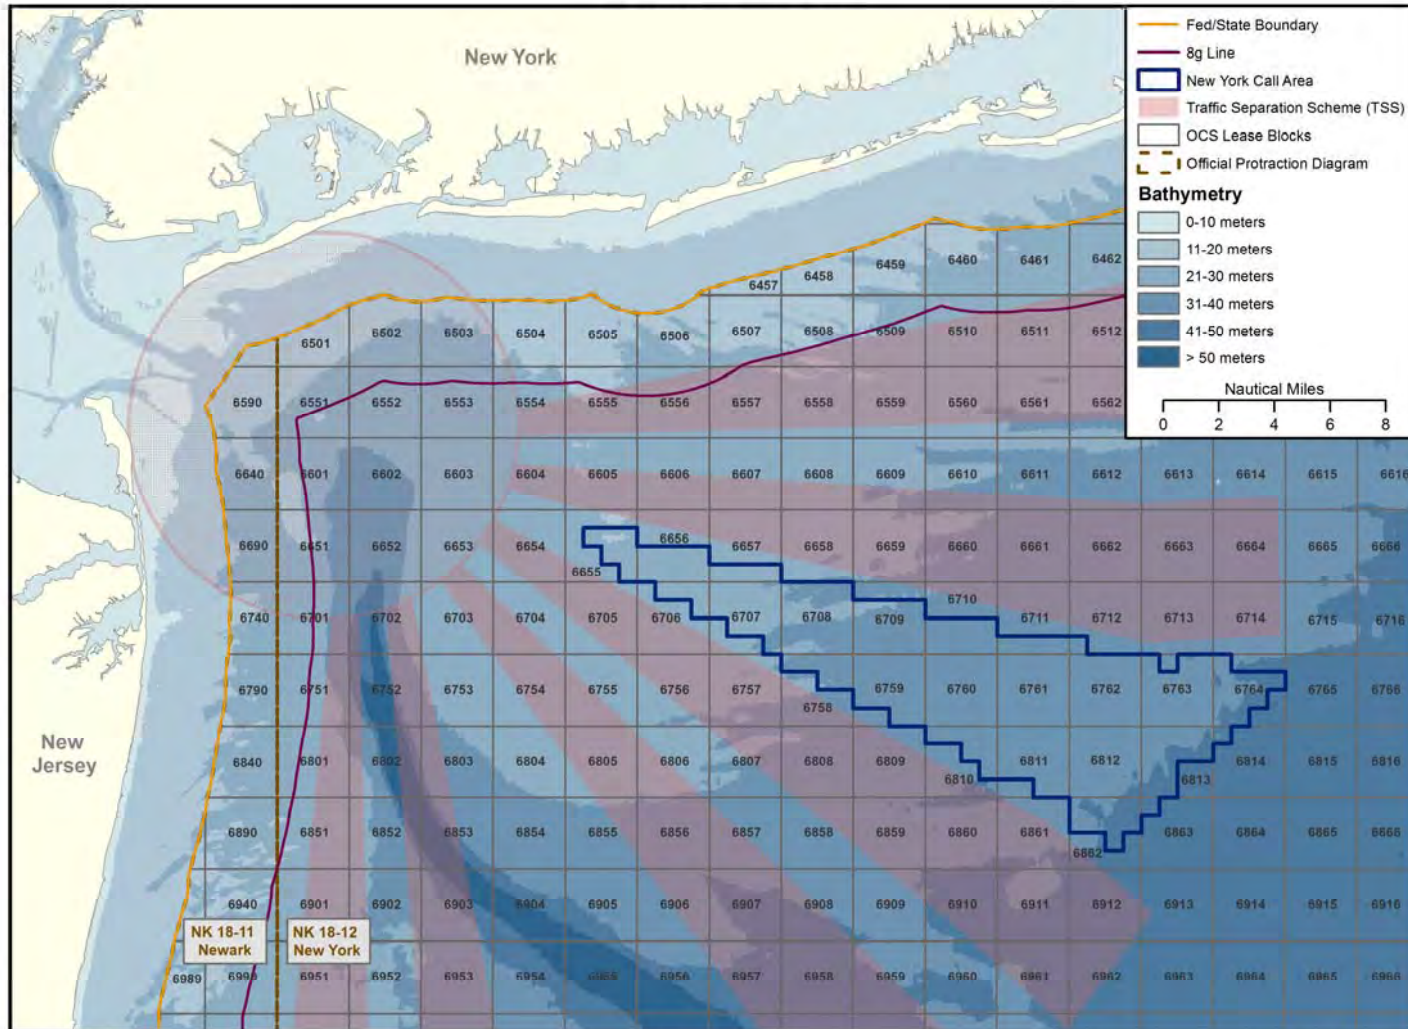 New York
Fed/State Boundary
8g Line
New York Call Area
Traffic Separation Scheme (TSS)
OCS Lease Blocks
Official Protraction Diagram
Bathymetry
0-10 meters
11-20 meters
21-30 meters
31-40 meters
41-50 meters
> 50 meters
Nautical Miles
0 2 4 6 8
6457 6458 6459 6460 6461 6462
6501 6502 6503 6504 6505 6506 6507 6508 6509 6510 6511 6512
6590 6551 6552 6553 6554 6555 6556 6557 6558 6559 6560 6561 6562
6640 6601 6602 6603 6604 6605 6606 6607 6608 6609 6610 6611 6612 6613 6614 6615 6616
6690 6651 6652 6653 6654 6655 6656 6657 6658 6659 6660 6661 6662 6663 6664 6665 6666
6740 6701 6702 6703 6704 6705 6706 6707 6708 6709 6710 6711 6712 6713 6714 6715 6716
6790 6751 6752 6753 6754 6755 6756 6757 6758 6759 6760 6761 6762 6763 6764 6765 6766
New
Jersey
6840 6801 6802 6803 6804 6805 6806 6807 6808 6809 6810 6811 6812 6813 6814 6815 6816
6890 6851 6852 6853 6854 6855 6856 6857 6858 6859 6860 6861 6862 6863 6864 6865 6866
6940 6901 6902 6903 6904 6905 6906 6907 6908 6909 6910 6911 6912 6913 6914 6915 6916
NK 18-11
Newark
NK 18-12
New York
6989 6990 6951 6952 6953 6954 6955 6956 6957 6958 6959 6960 6961 6962 6963 6964 6965 6966